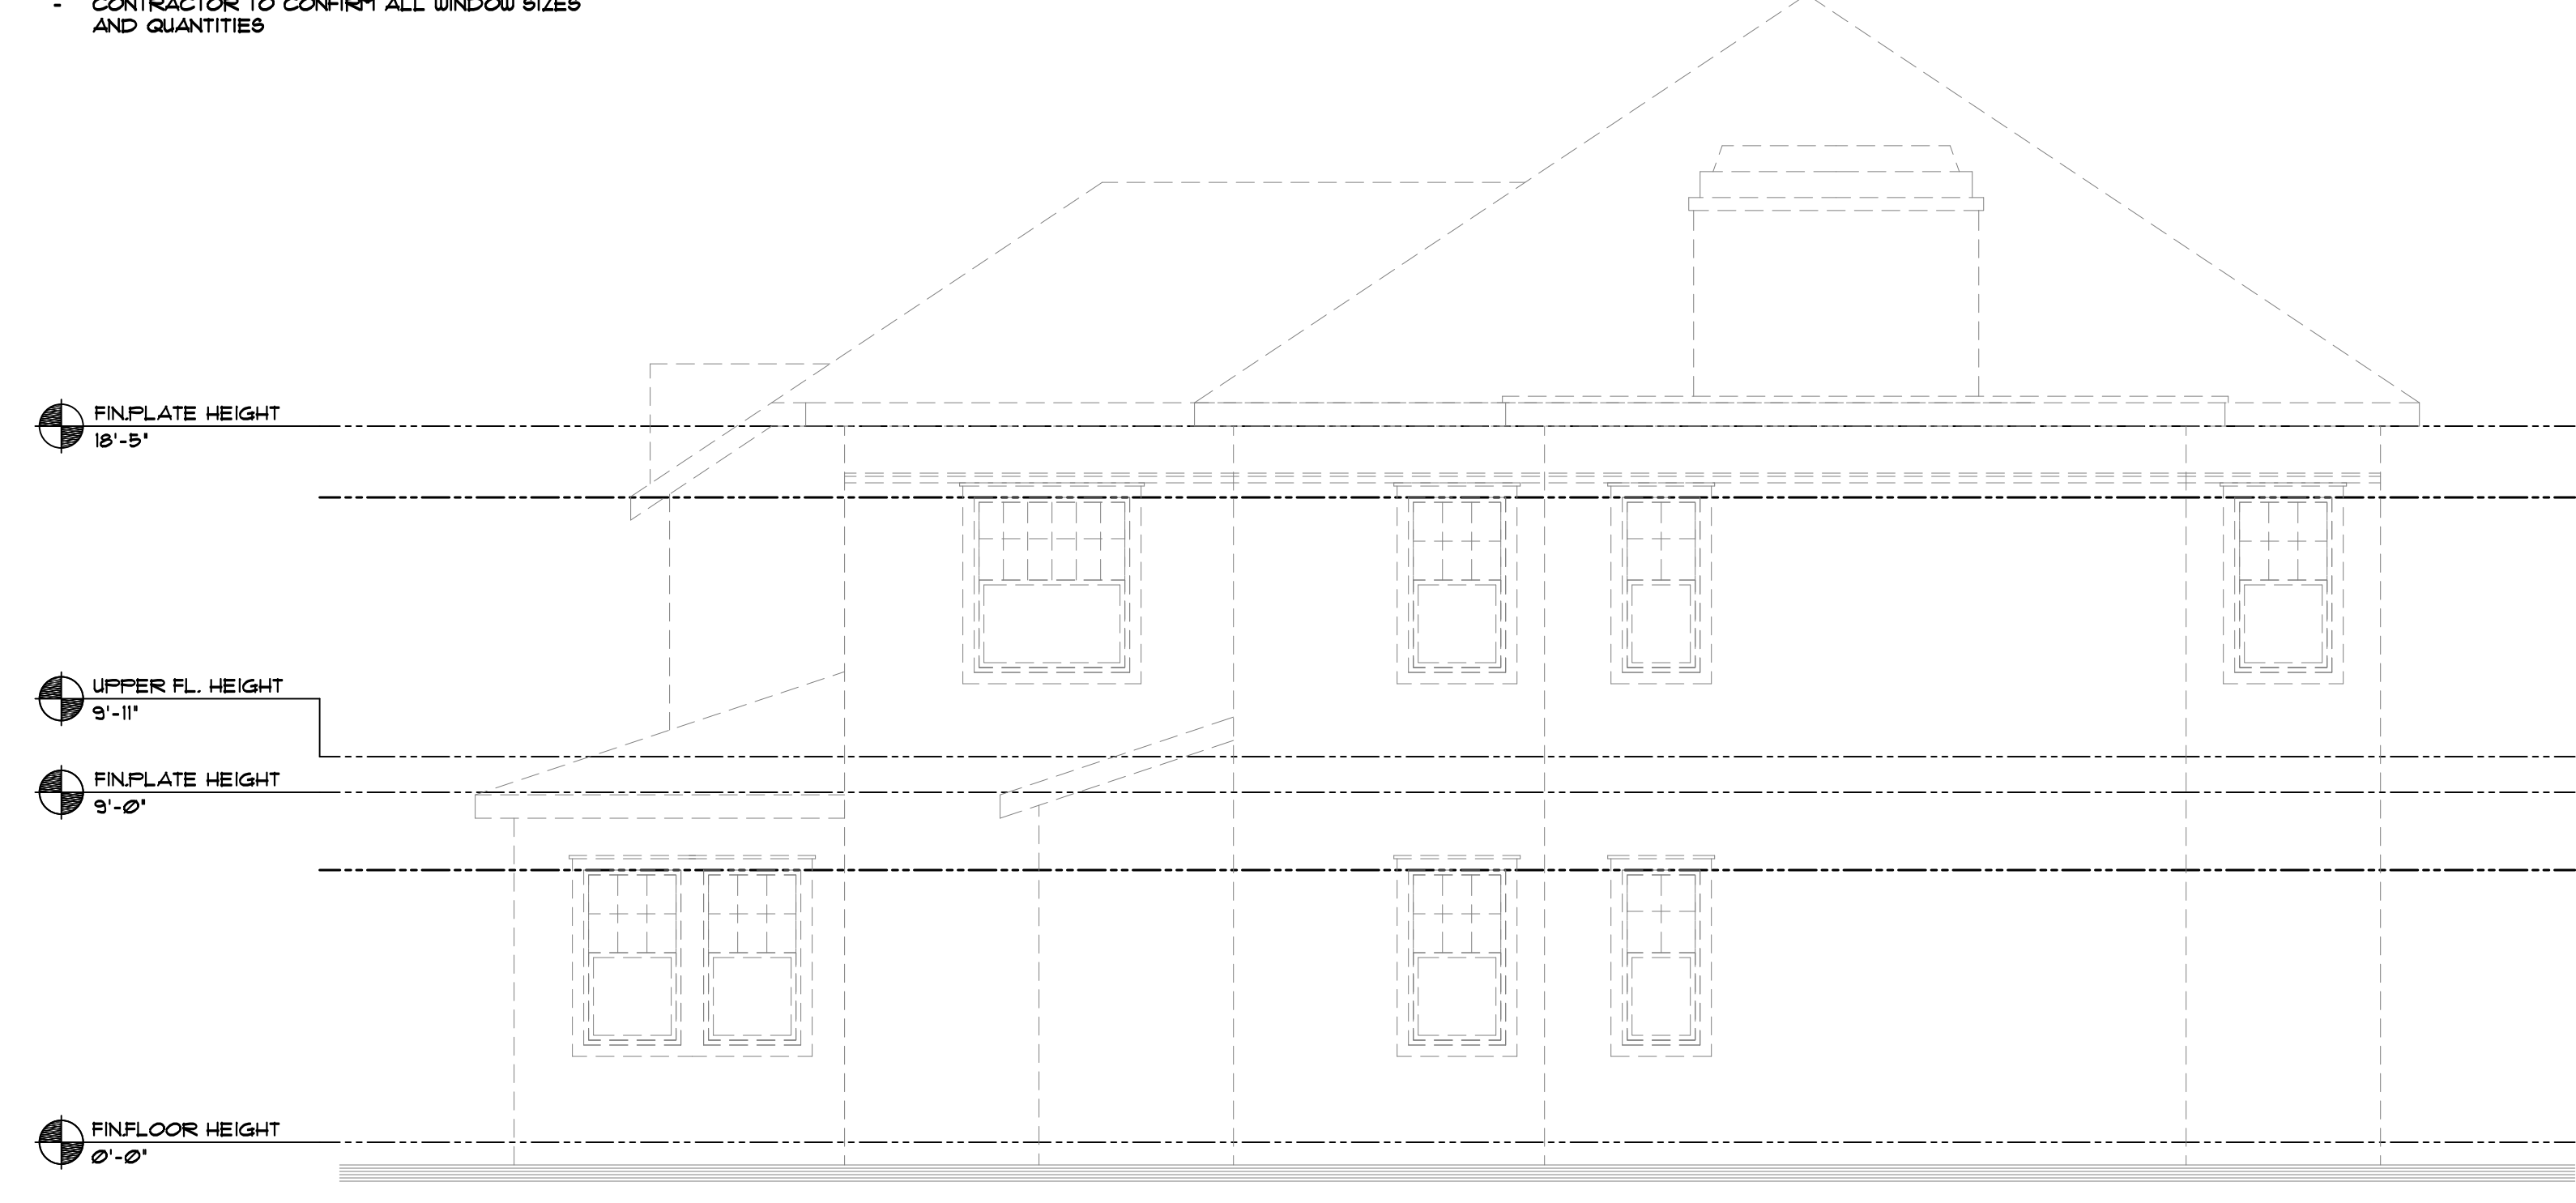 - CONTRACTOR TO CONFIRM ALL WINDOW SIZES
AND QUANTITIES
FIN.PLATE HEIGHT
18'-5"
UPPER FL. HEIGHT
9'-11"
FIN.PLATE HEIGHT
9'-0"
FIN.FLOOR HEIGHT
0'-0"